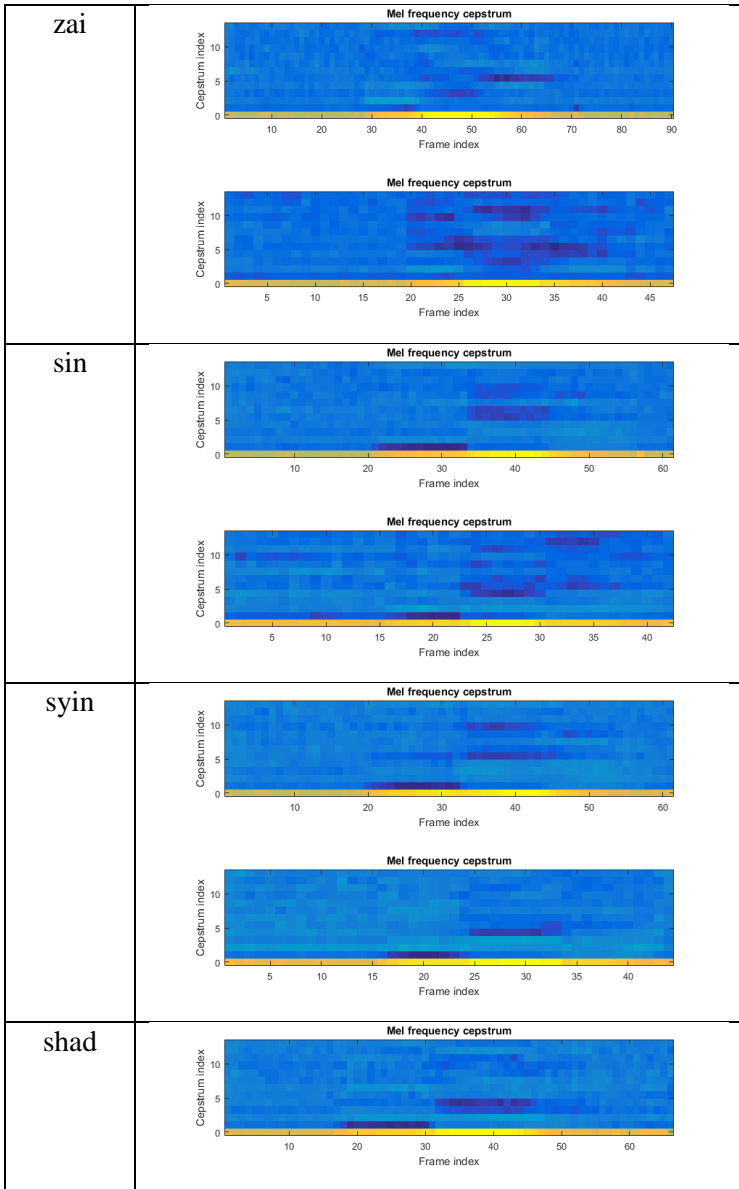 zai
Mel frequency cepstrum
Cepstrum index
10
5
0
10 20 30 40 50 60 70 80 90
Frame index
Mel frequency cepstrum
Cepstrum index
10
5
0
5 10 15 20 25 30 35 40 45
Frame index
sin
Mel frequency cepstrum
Cepstrum index
10
5
0
10 20 30 40 50 60
Frame index
Mel frequency cepstrum
Cepstrum index
10
5
0
5 10 15 20 25 30 35 40
Frame index
syin
Mel frequency cepstrum
Cepstrum index
10
5
0
10 20 30 40 50 60
Frame index
Mel frequency cepstrum
Cepstrum index
10
5
0
5 10 15 20 25 30 35 40
Frame index
shad
Mel frequency cepstrum
Cepstrum index
10
5
0
10 20 30 40 50 60
Frame index